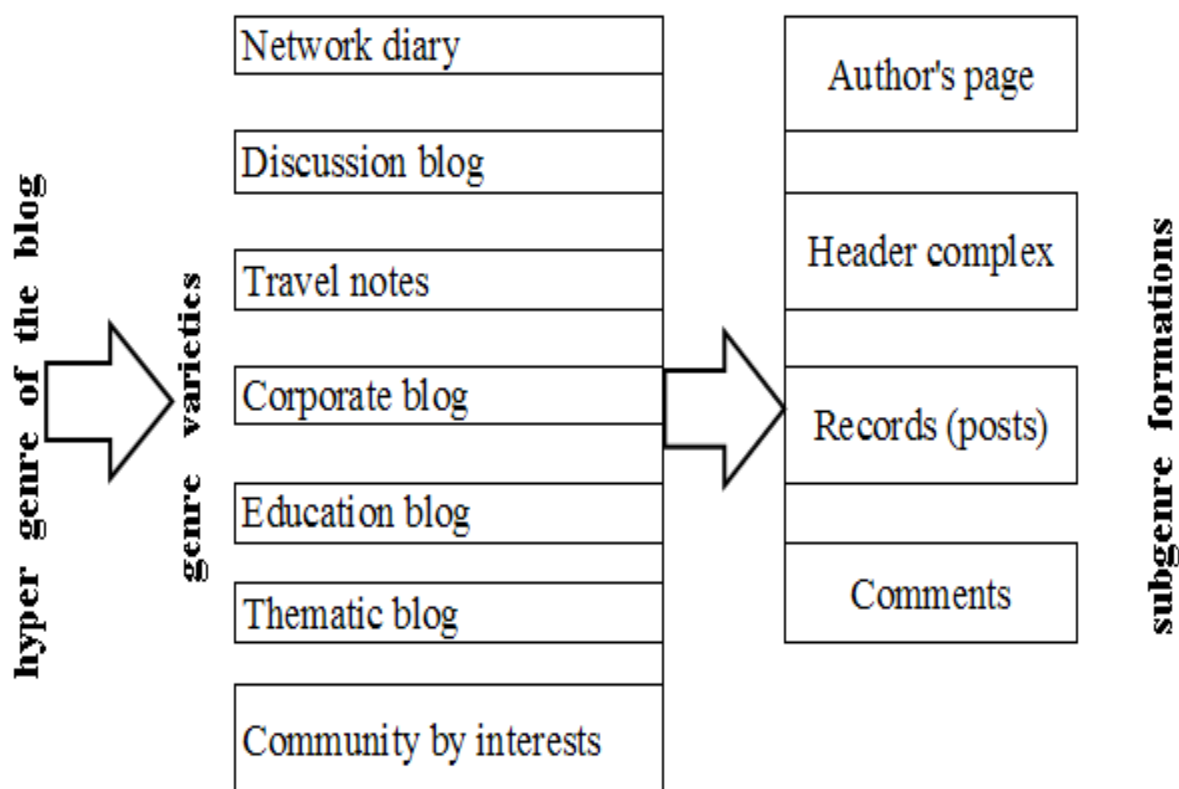 hyper genre of the blog
genre varieties
Network diary
Discussion blog
Travel notes
Corporate blog
Education blog
Thematic blog
Community by interests
Author's page
Header complex
Records (posts)
Comments
subgenre formations